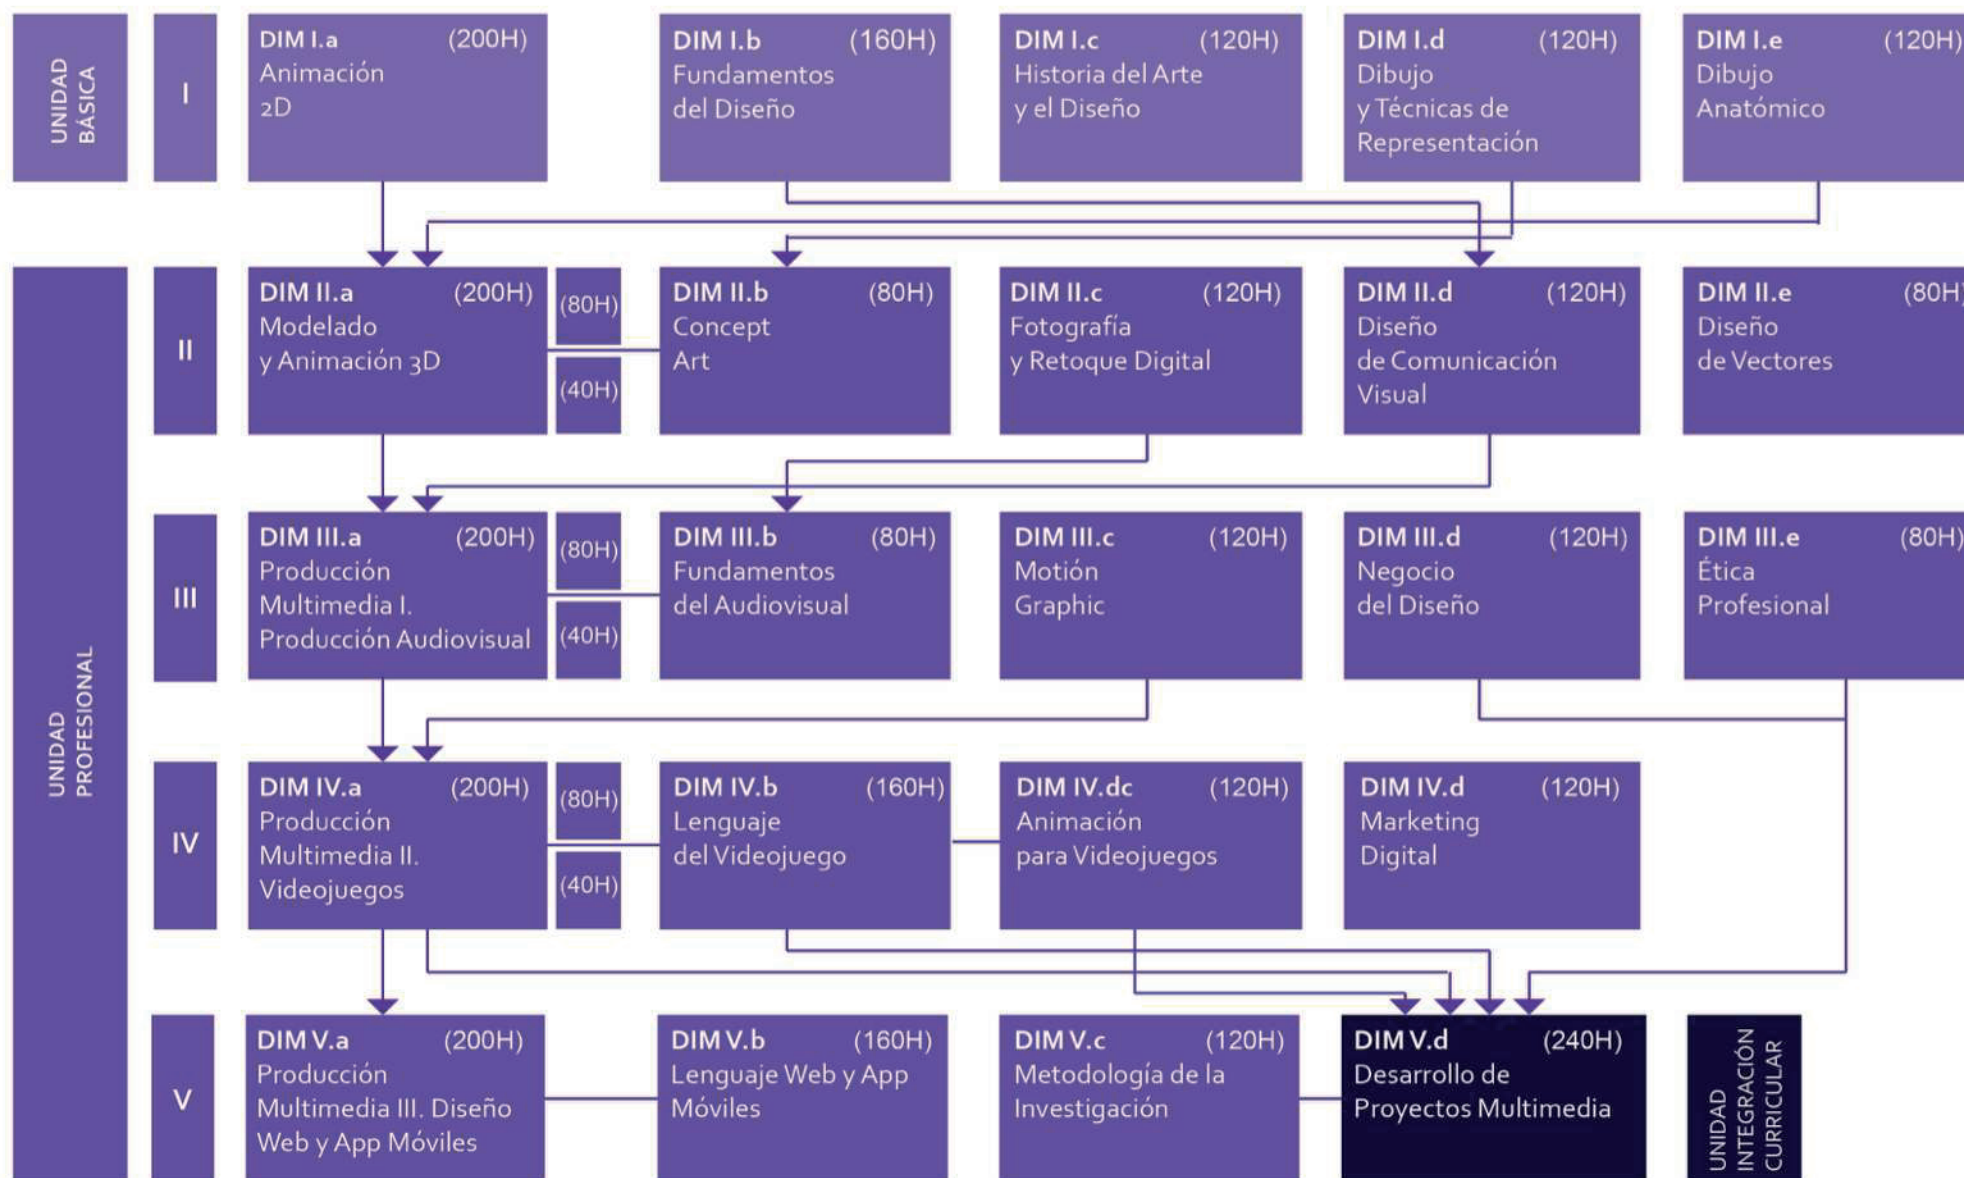 UNIDAD
BÁSICA
I
DIM I.a (200H)
Animación
2D
DIM I.b (160H)
Fundamentos
del Diseño
DIM I.c (120H)
Historia del Arte
y el Diseño
DIM I.d (120H)
Dibujo
y Técnicas de
Representación
DIM I.e (120H)
Dibujo
Anatómico
UNIDAD
PROFESIONAL
II
DIM II.a (200H)
Modelado
y Animación 3D
(80H)
(40H)
DIM II.b (80H)
Concept
Art
DIM II.c (120H)
Fotografía
y Retoque Digital
DIM II.d (120H)
Diseño
de Comunicación
Visual
DIM II.e (80H)
Diseño
de Vectores
III
DIM III.a (200H)
Producción
Multimedia I.
Producción Audiovisual
(80H)
(40H)
DIM III.b (80H)
Fundamentos
del Audiovisual
DIM III.c (120H)
Motión
Graphic
DIM III.d (120H)
Negocio
del Diseño
DIM III.e (80H)
Ética
Profesional
IV
DIM IV.a (200H)
Producción
Multimedia II.
Videojuegos
(80H)
(40H)
DIM IV.b (160H)
Lenguaje
del Videojuego
DIM IV.dc (120H)
Animación
para Videojuegos
DIM IV.d (120H)
Marketing
Digital
V
DIM V.a (200H)
Producción
Multimedia III. Diseño
Web y App Móviles
DIM V.b (160H)
Lenguaje Web y App
Móviles
DIM V.c (120H)
Metodología de la
Investigación
DIM V.d (240H)
Desarrollo de
Proyectos Multimedia
UNIDAD
INTEGRACIÓN
CURRICULAR